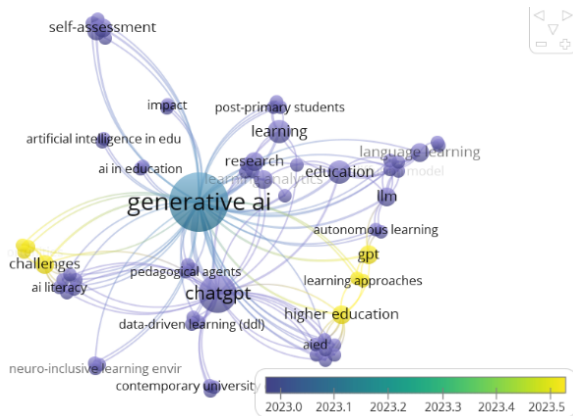 self-assessment
impact
post-primary students
artificial intelligence in edu
learning
language learning
ai in education
research
education
learning analytics
model
generative ai
llm
autonomous learning
challenges
gpt
ai literacy
pedagogical agents
learning approaches
chatgpt
higher education
data-driven learning (ddl)
aied
neuro-inclusive learning envir
contemporary university
2023.0 2023.1 2023.2 2023.3 2023.4 2023.5